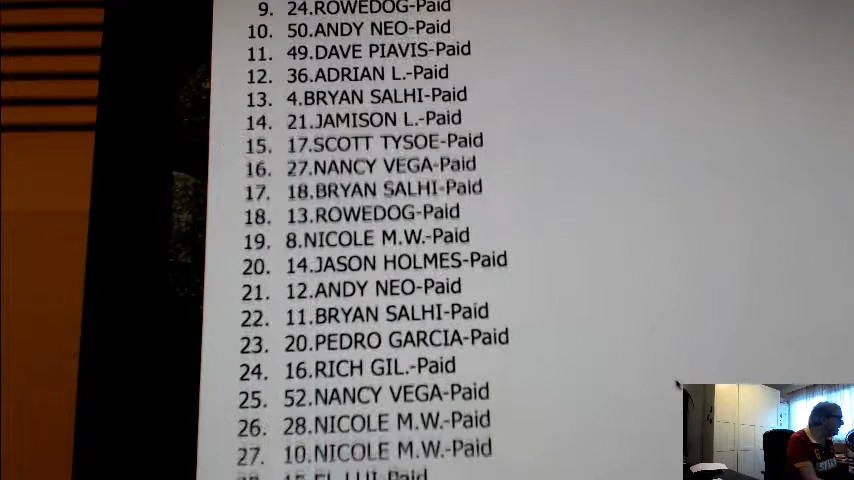 9. 24.ROWEDOG-Paid
10. 50.ANDY NEO-Paid
11. 49.DAVE PIAVIS-Paid
12. 36.ADRIAN L.-Paid
13. 4.BRYAN SALHI-Paid
14. 21.JAMISON L.-Paid
15. 17.SCOTT TYSOE-Paid
16. 27.NANCY VEGA-Paid
17. 18.BRYAN SALHI-Paid
18. 13.ROWEDOG-Paid
19. 8.NICOLE M.W.-Paid
20. 14.JASON HOLMES-Paid
21. 12.ANDY NEO-Paid
22. 11.BRYAN SALHI-Paid
23. 20.PEDRO GARCIA-Paid
24. 16.RICH GIL.-Paid
25. 52.NANCY VEGA-Paid
26. 28.NICOLE M.W.-Paid
27. 10.NICOLE M.W.-Paid